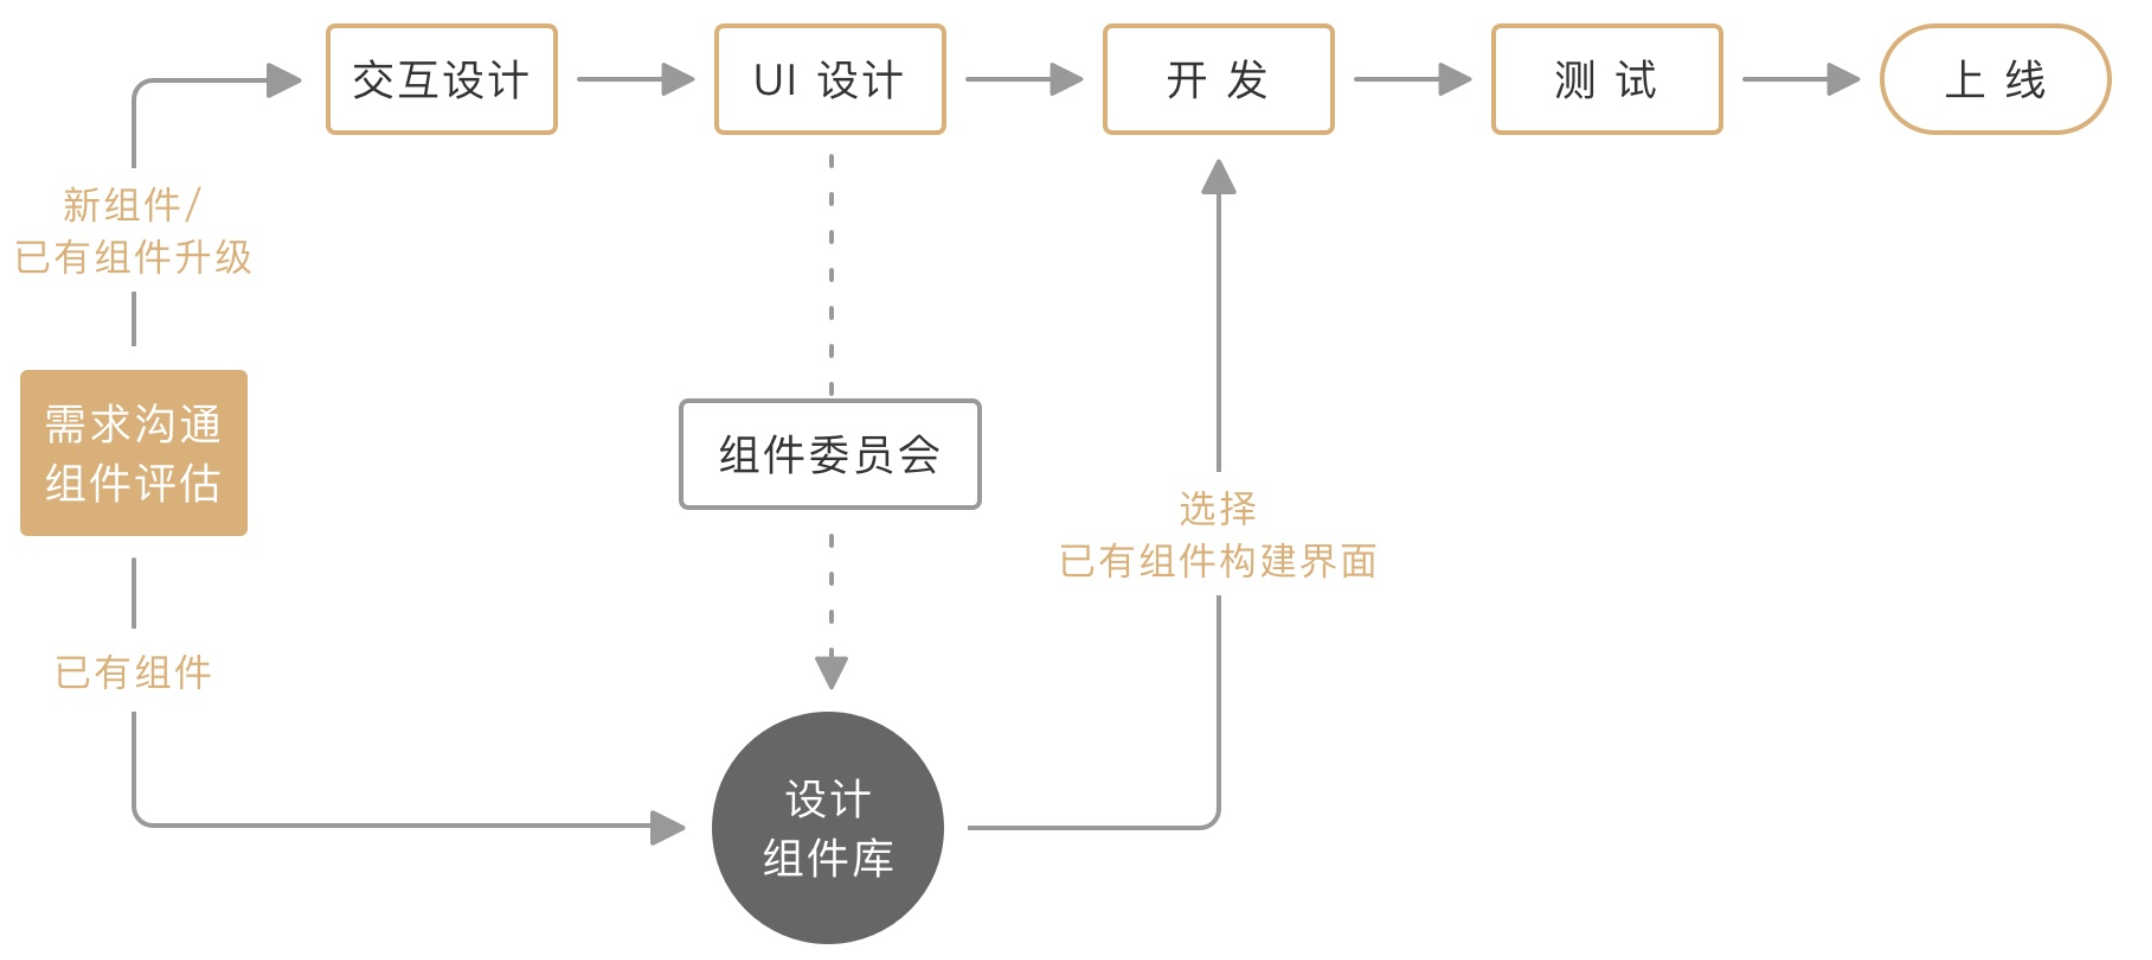 交互设计
UI 设计
开 发
测 试
上 线
新组件/
已有组件升级
需求沟通
组件评估
组件委员会
选择
已有组件构建界面
已有组件
设计
组件库